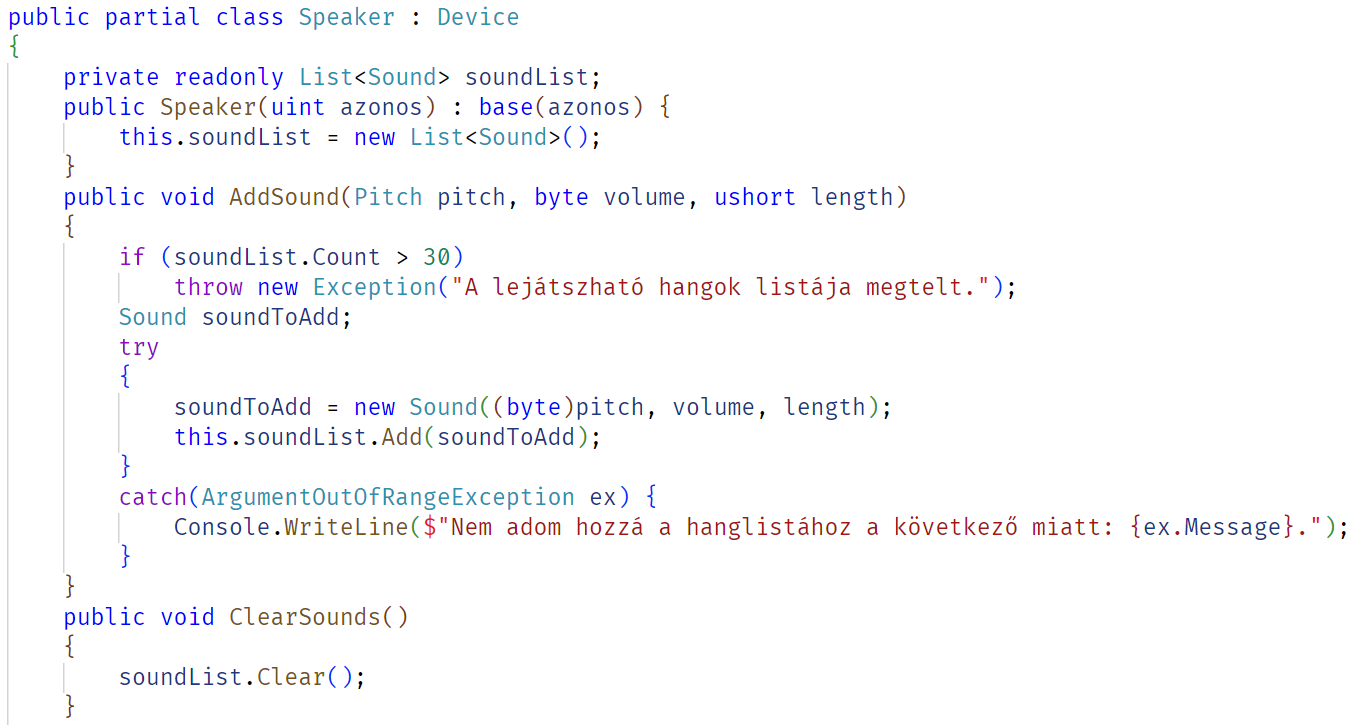 public partial class Speaker : Device
{
    private readonly List<Sound> soundList;
    public Speaker(uint azonos) : base(azonos) {
        this.soundList = new List<Sound>();
    }
    public void AddSound(Pitch pitch, byte volume, ushort length)
    {
        if (soundList.Count > 30)
            throw new Exception("A lejátszható hangok listája megtelt.");
        Sound soundToAdd;
        try
        {
            soundToAdd = new Sound((byte)pitch, volume, length);
            this.soundList.Add(soundToAdd);
        }
        catch(ArgumentOutOfRangeException ex) {
            Console.WriteLine($"Nem adom hozzá a hanglistához a következő miatt: {ex.Message}.");
        }
    }
    public void ClearSounds()
    {
        soundList.Clear();
    }